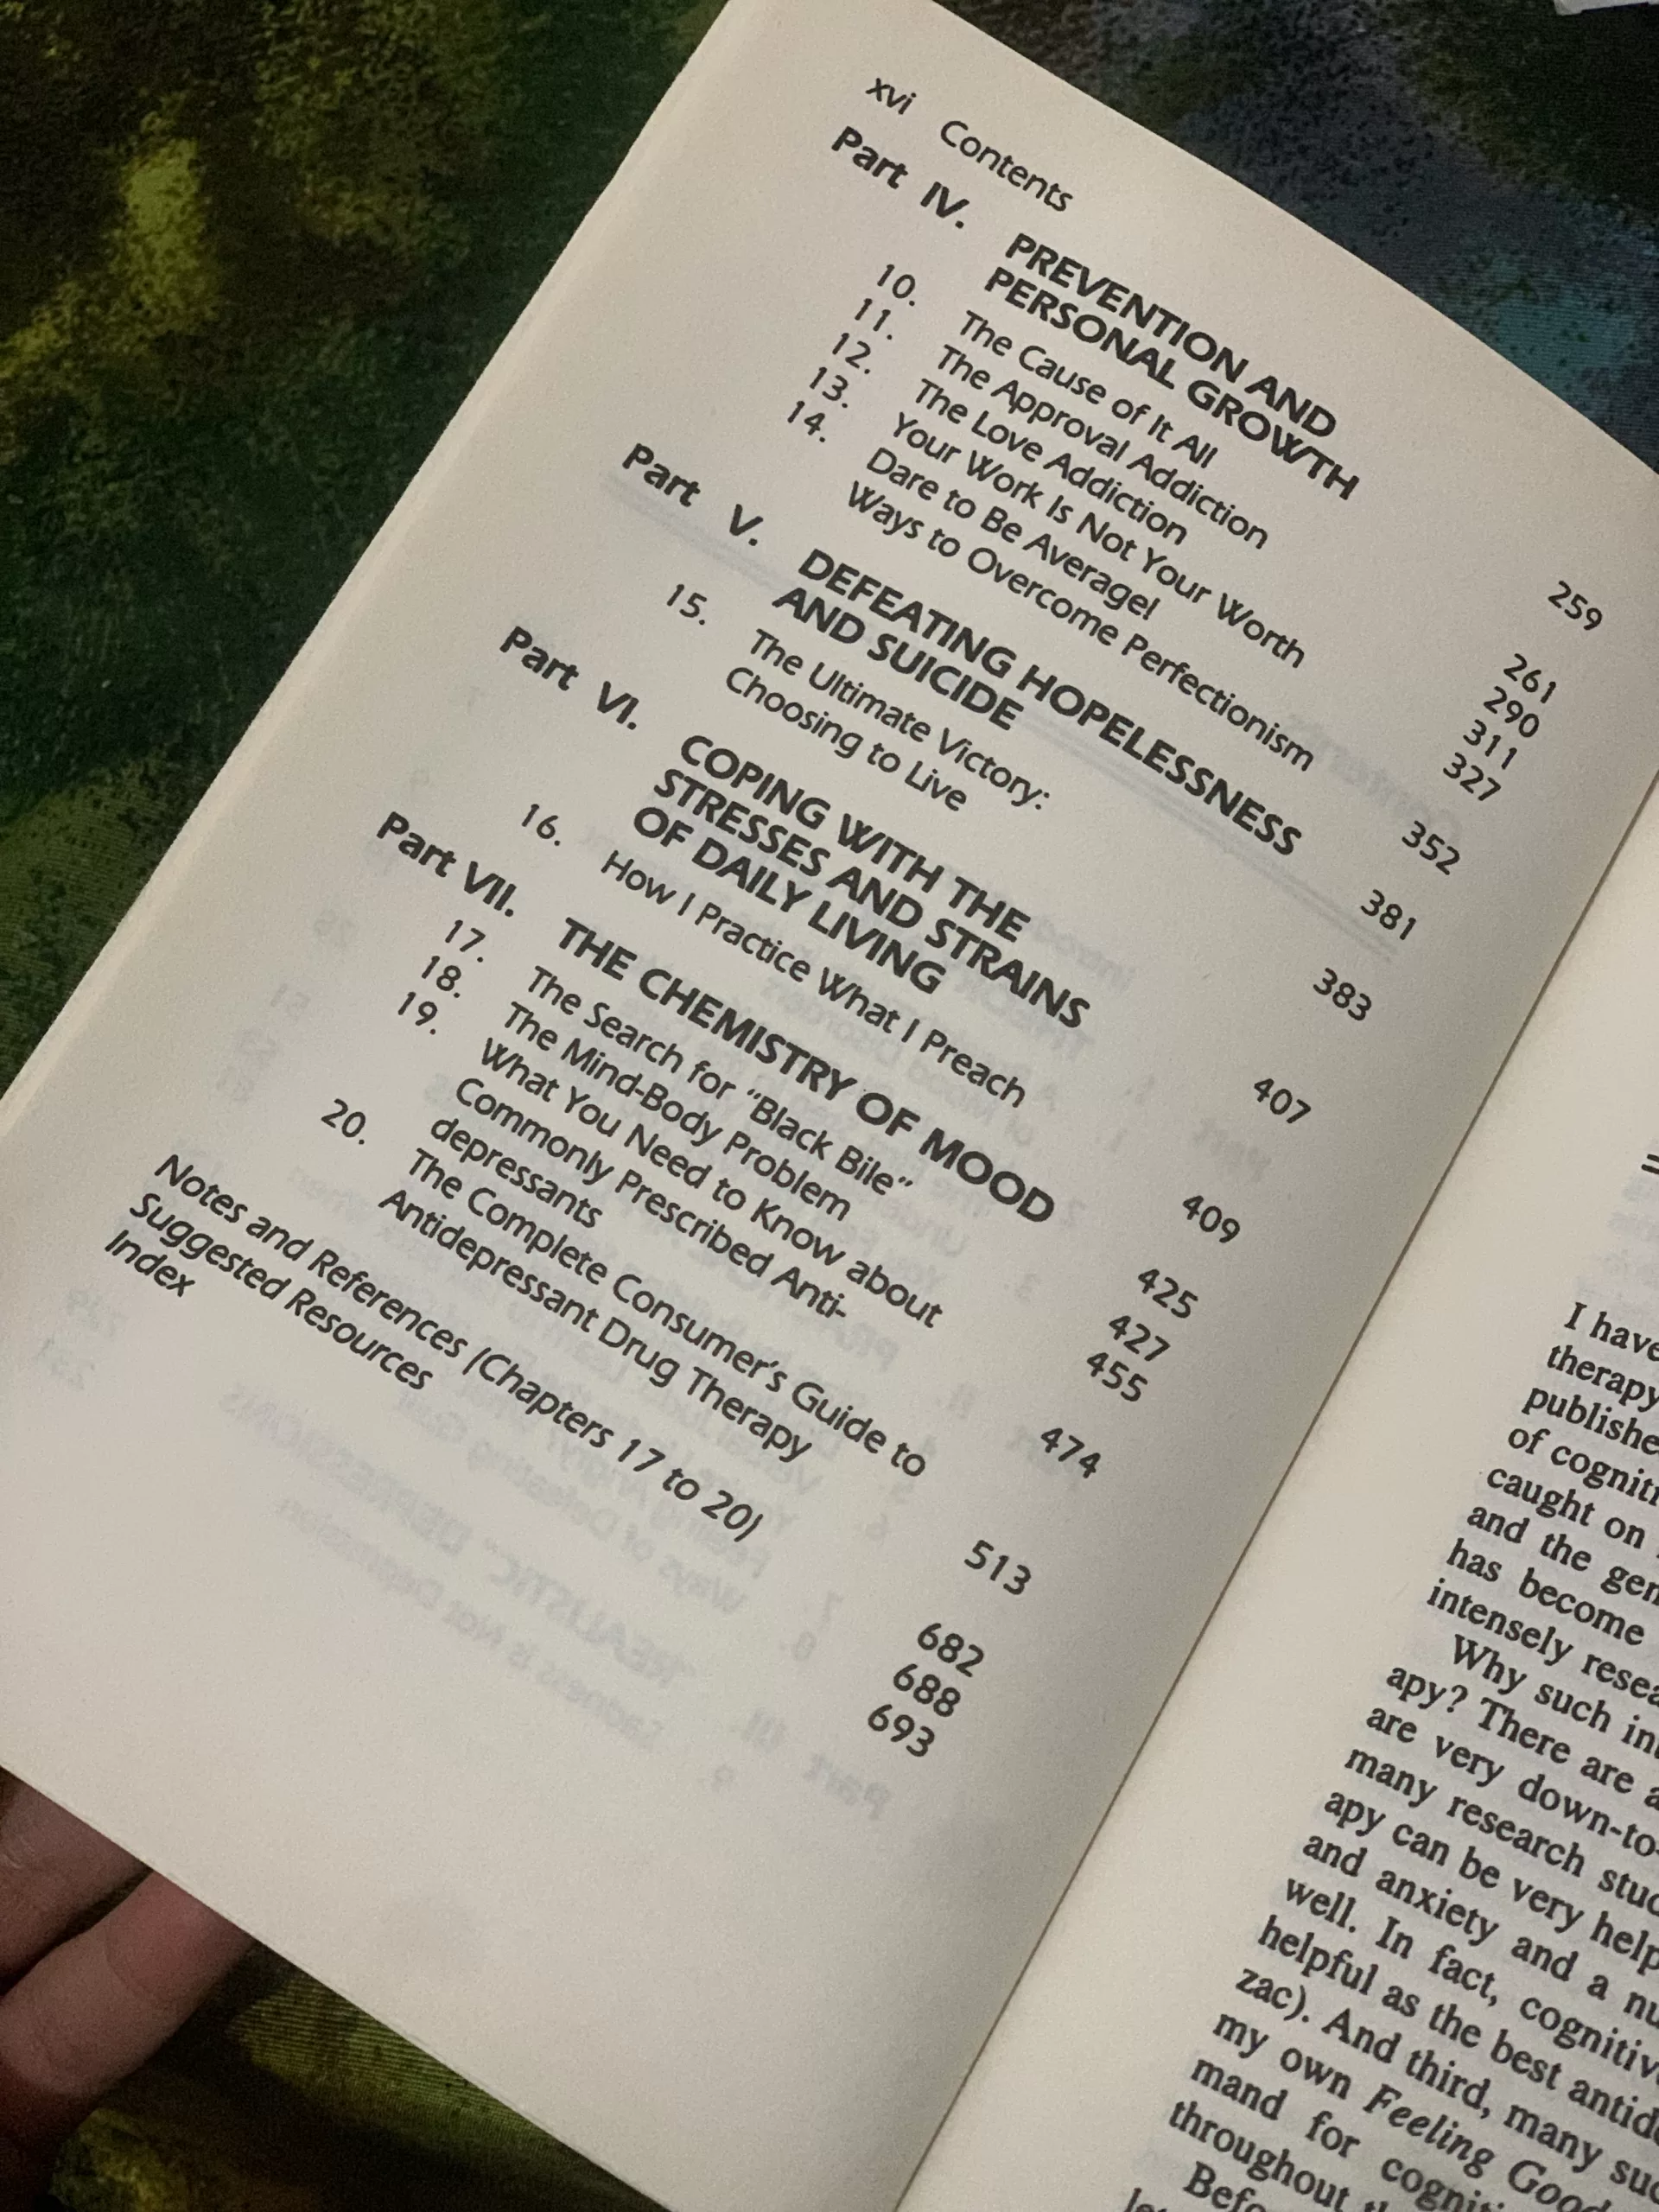 xvi Contents
Part IV. PREVENTION AND
PERSONAL GROWTH 259
10. The Cause of It All 261
11. The Approval Addiction 290
12. The Love Addiction 311
13. Your Work Is Not Your Worth 327
14. Dare to Be Average!
Ways to Overcome Perfectionism 352
Part V. DEFEATING HOPELESSNESS
AND SUICIDE 381
15. The Ultimate Victory:
Choosing to Live 383
Part VI. COPING WITH THE
STRESSES AND STRAINS
OF DAILY LIVING 407
16. How I Practice What I Preach 409
Part VII. THE CHEMISTRY OF MOOD 425
17. The Search for "Black Bile" 427
18. The Mind-Body Problem 455
19. What You Need to Know about
Commonly Prescribed Anti-
depressants 474
20. The Complete Consumer's Guide to
Antidepressant Drug Therapy 513
Notes and References (Chapters 17 to 20) 682
Suggested Resources 688
Index 693
I have
therapy
publishe
of cogniti
caught on
and the gen
has become
intensely resea
Why such int
apy? There are a
are very down-to-
many research stud
apy can be very help
and anxiety and a nu
well. In fact, cognitiv
helpful as the best antide
zac). And third, many suc
my own Feeling Good
mand for cogniti
throughout th
Befo
let